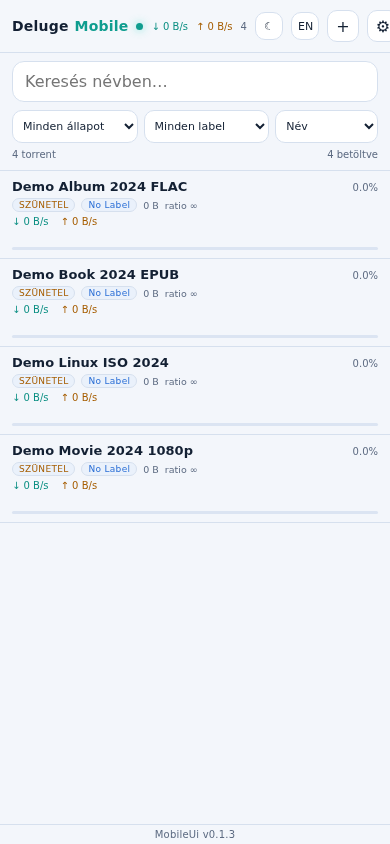 Deluge Mobile ↓ 0 B/s ↑ 0 B/s 4 EN +
Keresés névben…
Minden állapot Minden label Név
4 torrent 4 betöltve
Demo Album 2024 FLAC 0.0%
SZÜNETEL No Label 0 B ratio ∞
↓ 0 B/s ↑ 0 B/s
Demo Book 2024 EPUB 0.0%
SZÜNETEL No Label 0 B ratio ∞
↓ 0 B/s ↑ 0 B/s
Demo Linux ISO 2024 0.0%
SZÜNETEL No Label 0 B ratio ∞
↓ 0 B/s ↑ 0 B/s
Demo Movie 2024 1080p 0.0%
SZÜNETEL No Label 0 B ratio ∞
↓ 0 B/s ↑ 0 B/s
MobileUi v0.1.3